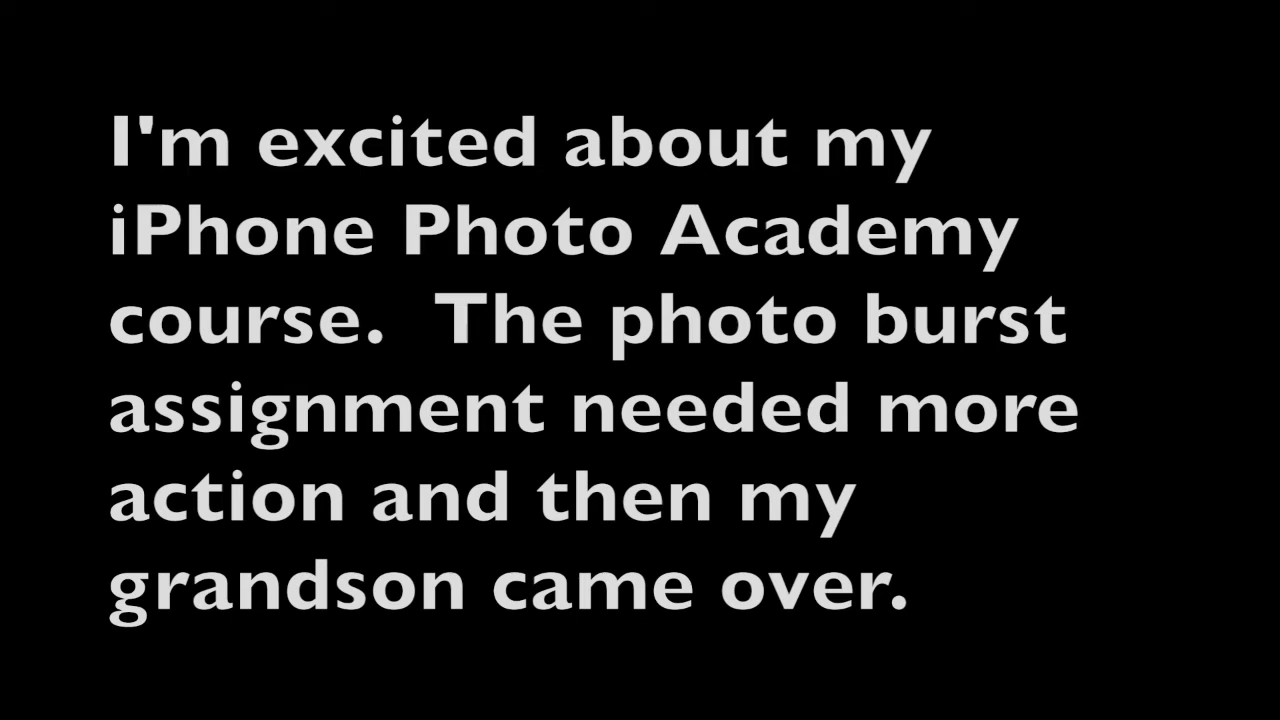 I'm excited about my
iPhone Photo Academy
course.  The photo burst
assignment needed more
action and then my
grandson came over.